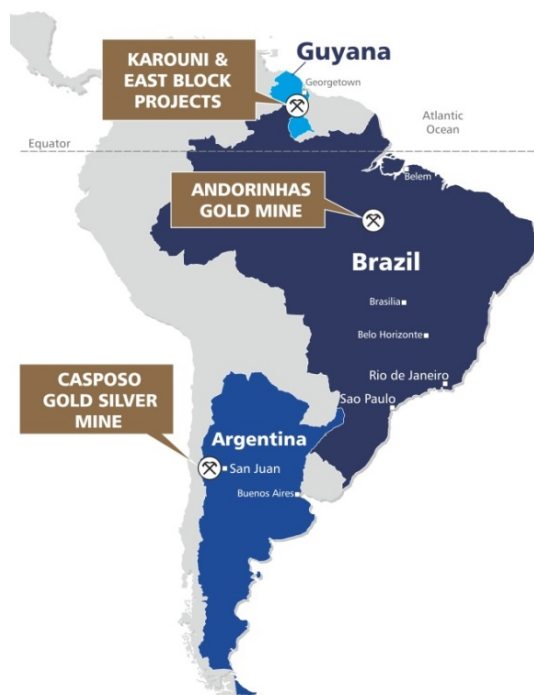 KAROUNI &
EAST BLOCK
PROJECTS
Guyana
Georgetown
Atlantic
Ocean
Equator
Belem
ANDORINHAS
GOLD MINE
Brazil
Brasilia
Belo Horizonte
Rio de Janeiro
Sao Paulo
CASPOSO
GOLD SILVER
MINE
Argentina
San Juan
Buenos Aires